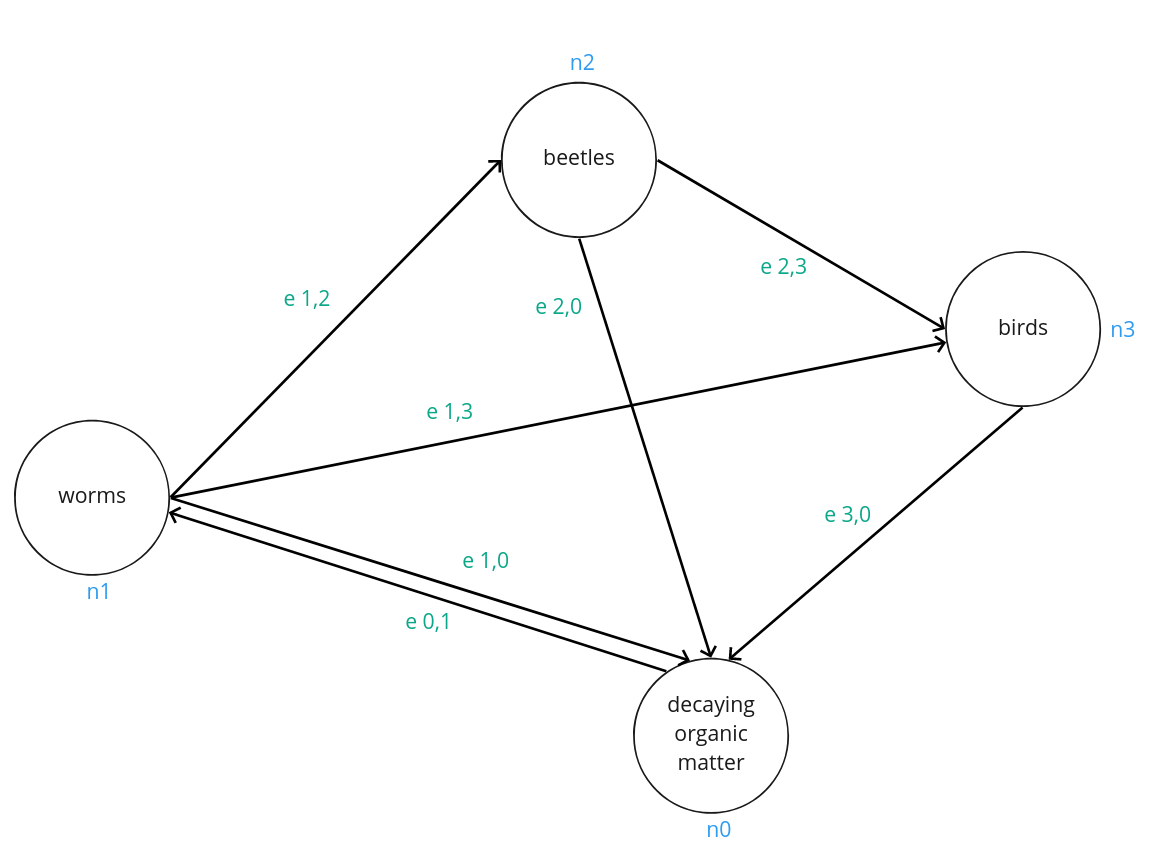 n2
beetles
e 2,3
e 1,2
e 2,0
birds
n3
e 1,3
worms
e 3,0
e 1,0
n1
e 0,1
decaying
organic
matter
n0